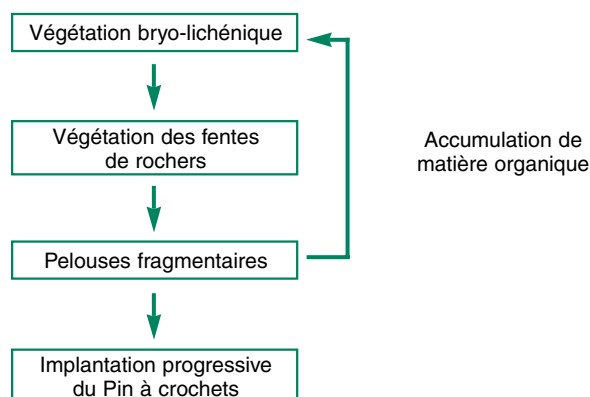 Végétation bryo-lichénique
Végétation des fentes
de rochers
Accumulation de
matière organique
Pelouses fragmentaires
Implantation progressive
du Pin à crochets